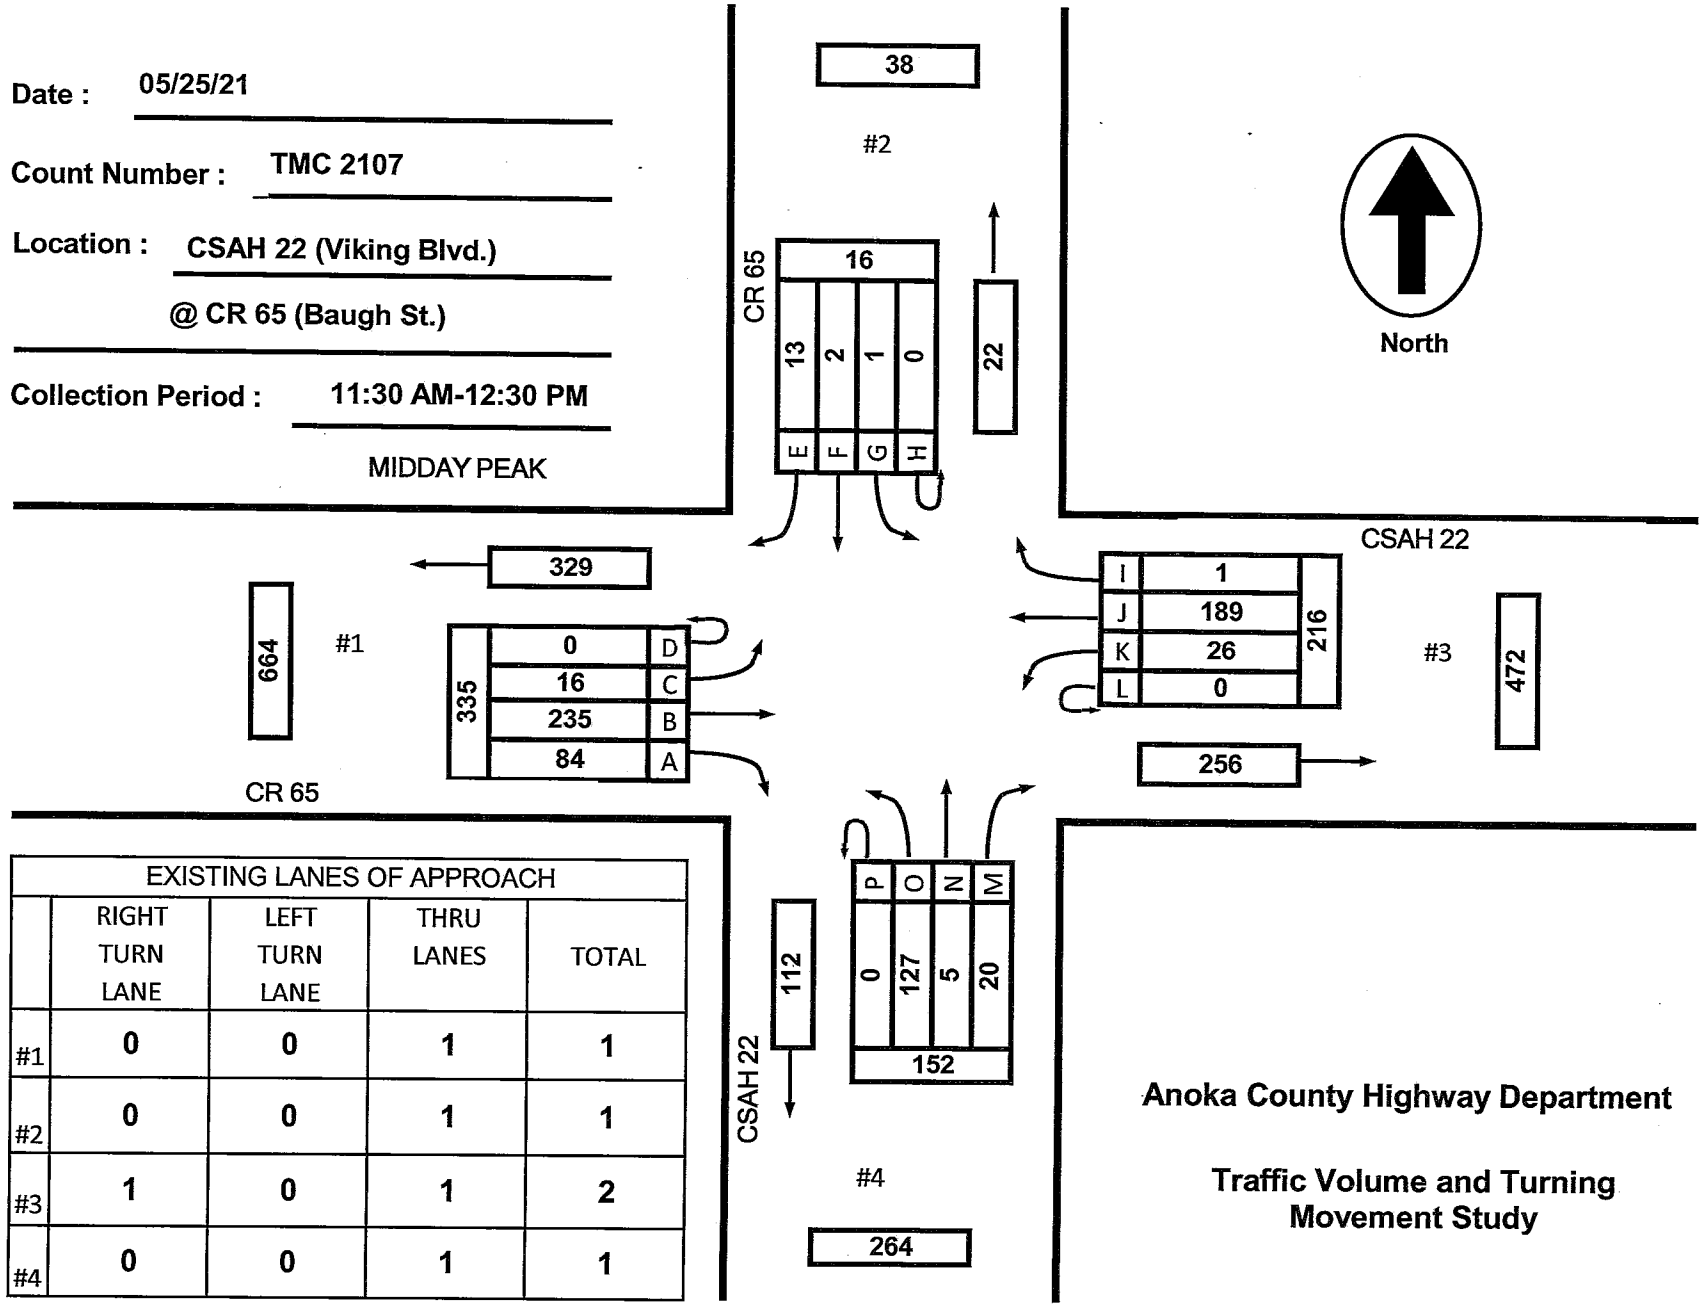 Date : 05/25/21
Count Number : TMC 2107
Location : CSAH 22 (Viking Blvd.)
@ CR 65 (Baugh St.)
Collection Period : 11:30 AM-12:30 PM
MIDDAY PEAK
38
#2
CR 65
16
13 2 1 0
E F G H
22
North
CSAH 22
329
664
#1
335
0 D
16 C
235 B
84 A
CR 65
I 1
J 189
K 26
L 0
216
#3
472
256
P O N M
0 127 5 20
152
112
CSAH 22
#4
264
EXISTING LANES OF APPROACH
RIGHT TURN LANE LEFT TURN LANE THRU LANES TOTAL
#1 0 0 1 1
#2 0 0 1 1
#3 1 0 1 2
#4 0 0 1 1
Anoka County Highway Department
Traffic Volume and Turning
Movement Study